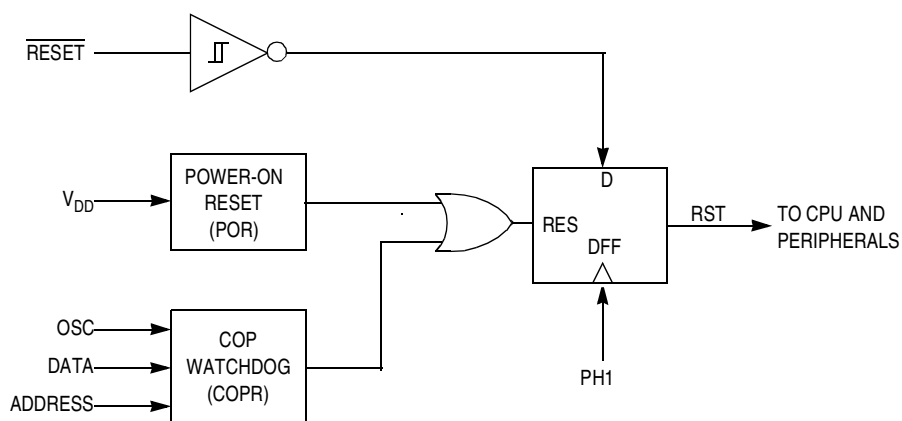 RESET
D
POWER-ON
RESET
(POR)
VDD
RES
DFF
RST
TO CPU AND
PERIPHERALS
OSC
DATA
ADDRESS
COP
WATCHDOG
(COPR)
PH1